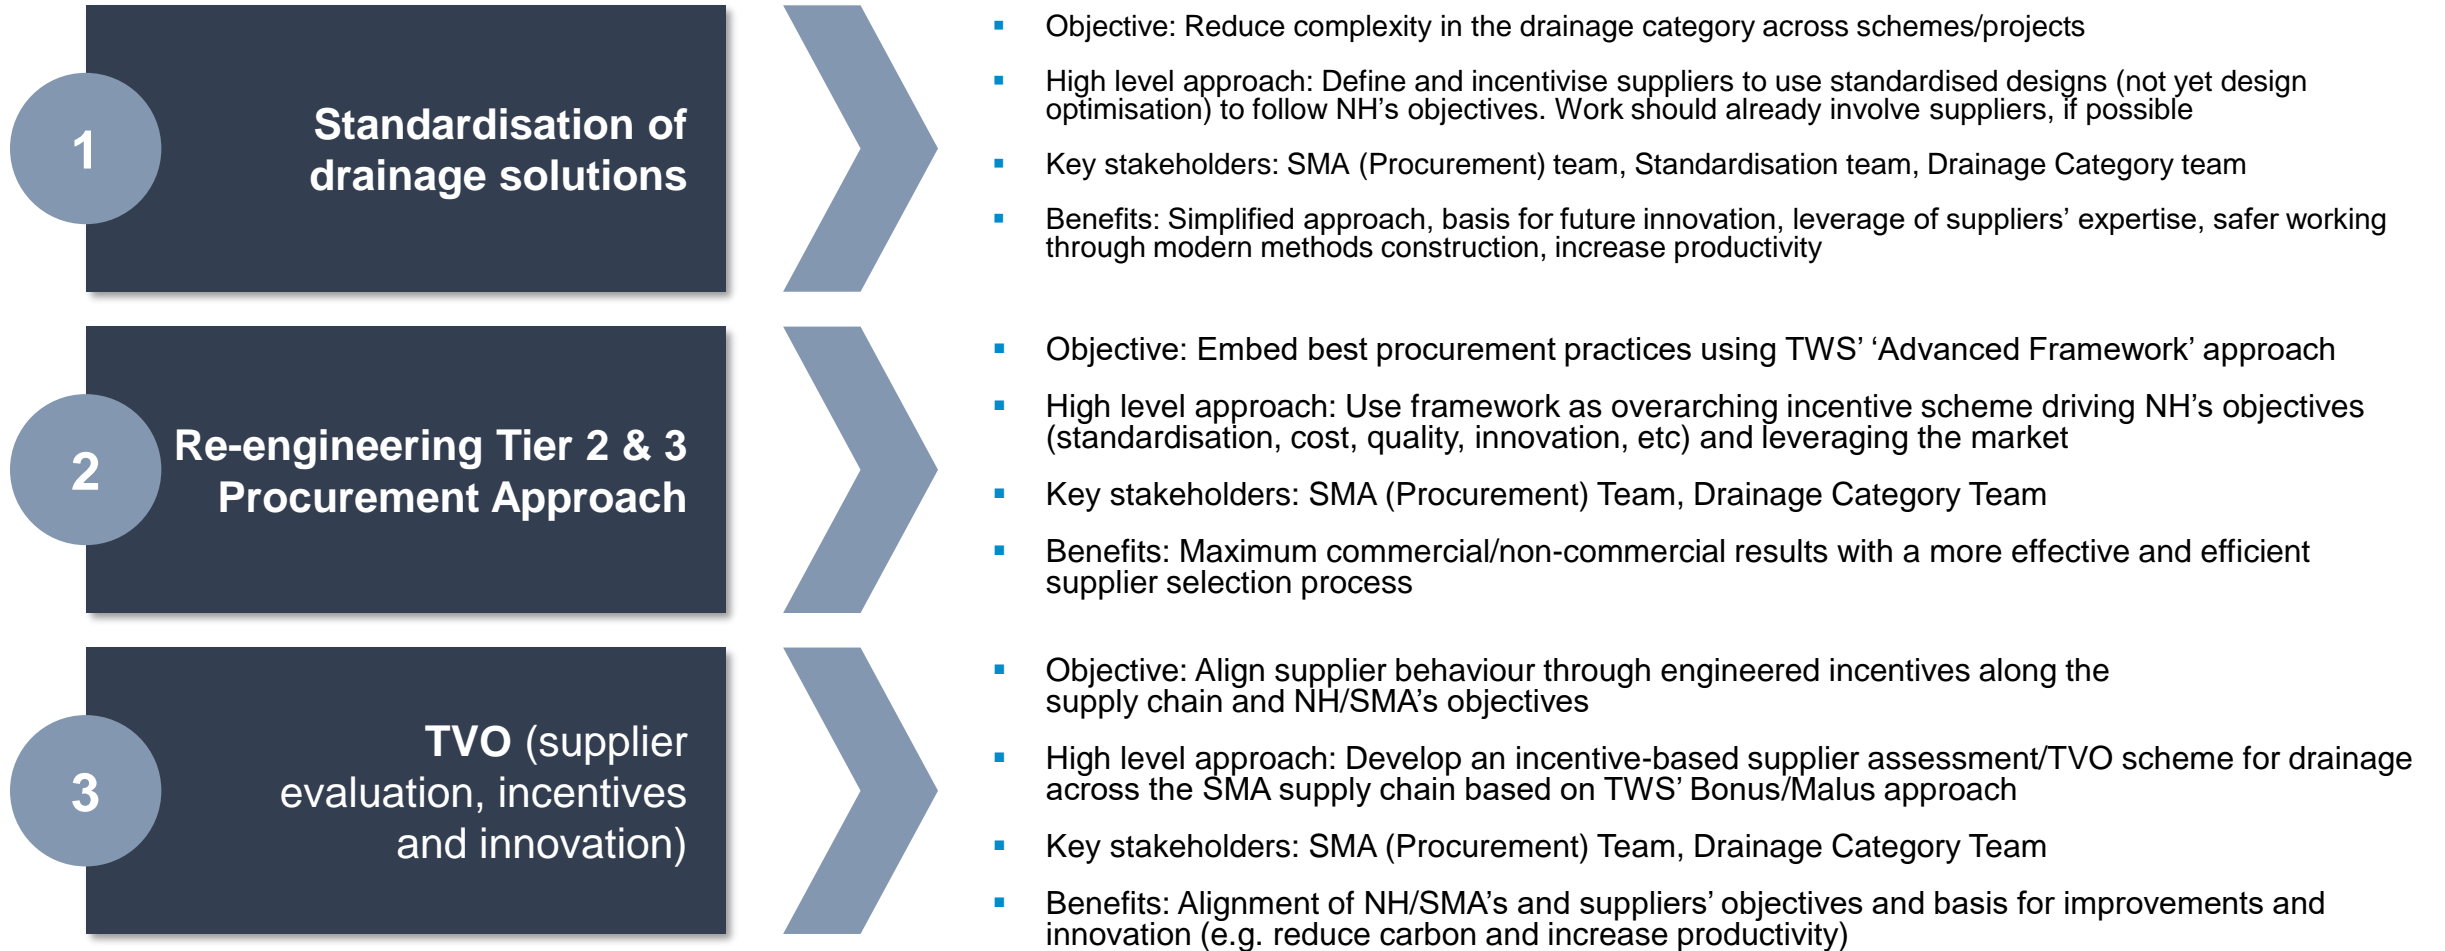 1
Standardisation of
drainage solutions
▪ Objective: Reduce complexity in the drainage category across schemes/projects
▪ High level approach: Define and incentivise suppliers to use standardised designs (not yet design
optimisation) to follow NH’s objectives. Work should already involve suppliers, if possible
▪ Key stakeholders: SMA (Procurement) team, Standardisation team, Drainage Category team
▪ Benefits: Simplified approach, basis for future innovation, leverage of suppliers’ expertise, safer working
through modern methods construction, increase productivity
2
Re-engineering Tier 2 & 3
Procurement Approach
▪ Objective: Embed best procurement practices using TWS’ ‘Advanced Framework’ approach
▪ High level approach: Use framework as overarching incentive scheme driving NH’s objectives
(standardisation, cost, quality, innovation, etc) and leveraging the market
▪ Key stakeholders: SMA (Procurement) Team, Drainage Category Team
▪ Benefits: Maximum commercial/non-commercial results with a more effective and efficient
supplier selection process
3
TVO (supplier
evaluation, incentives
and innovation)
▪ Objective: Align supplier behaviour through engineered incentives along the
supply chain and NH/SMA’s objectives
▪ High level approach: Develop an incentive-based supplier assessment/TVO scheme for drainage
across the SMA supply chain based on TWS’ Bonus/Malus approach
▪ Key stakeholders: SMA (Procurement) Team, Drainage Category Team
▪ Benefits: Alignment of NH/SMA’s and suppliers’ objectives and basis for improvements and
innovation (e.g. reduce carbon and increase productivity)